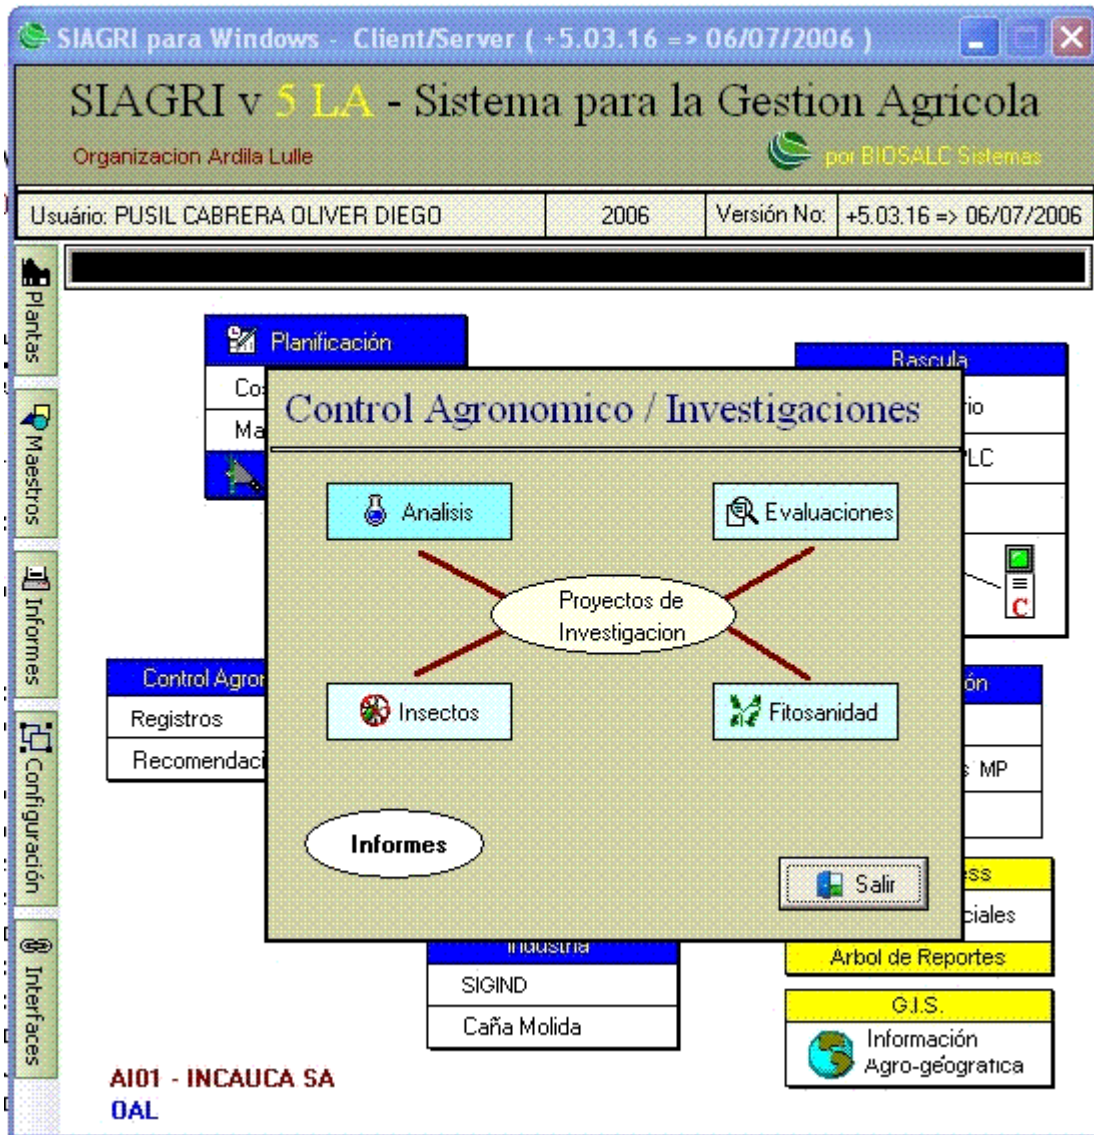 SIAGRI para Windows - Client/Server ( +5.03.16 => 06/07/2006 )
SIAGRI v 5 LA - Sistema para la Gestion Agrícola
Organizacion Ardila Lulle
por BIOSALC Sistemas
Usuário: PUSIL CABRERA OLIVER DIEGO
2006
Versión No:
+5.03.16 => 06/07/2006
Plantas
Maestros
Informes
Configuración
Interfaces
Planificación
Rascula
Control Agronomico / Investigaciones
Analisis
Evaluaciones
Proyectos de
Investigacion
Insectos
Fitosanidad
Informes
Salir
Registros
MP
C
SIGIND
Caña Molida
Arbol de Reportes
G.I.S.
Información
Agro-geográfica
AI01 - INCAUCA SA
OAL